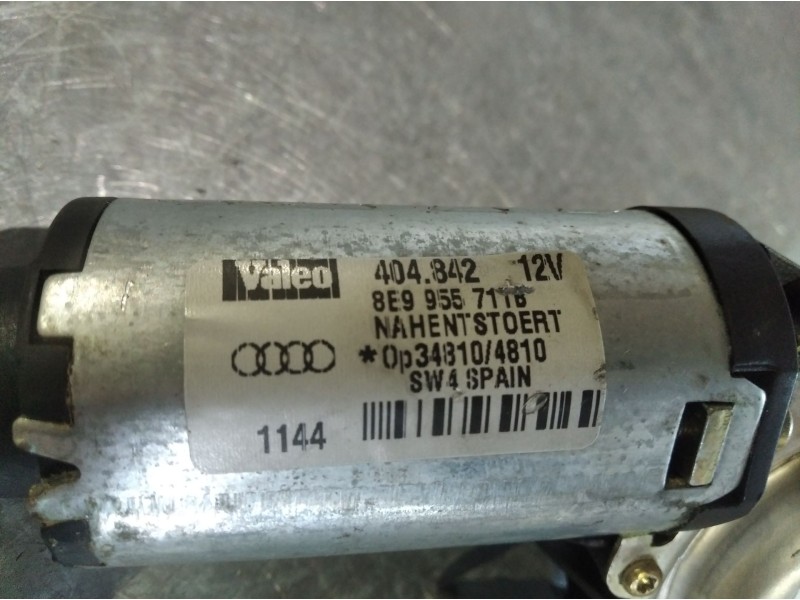 Valeo 404.842 12V
8E9 955 711B
NAHENTSTOERT
*0p34810/4810
SW4 SPAIN
1144